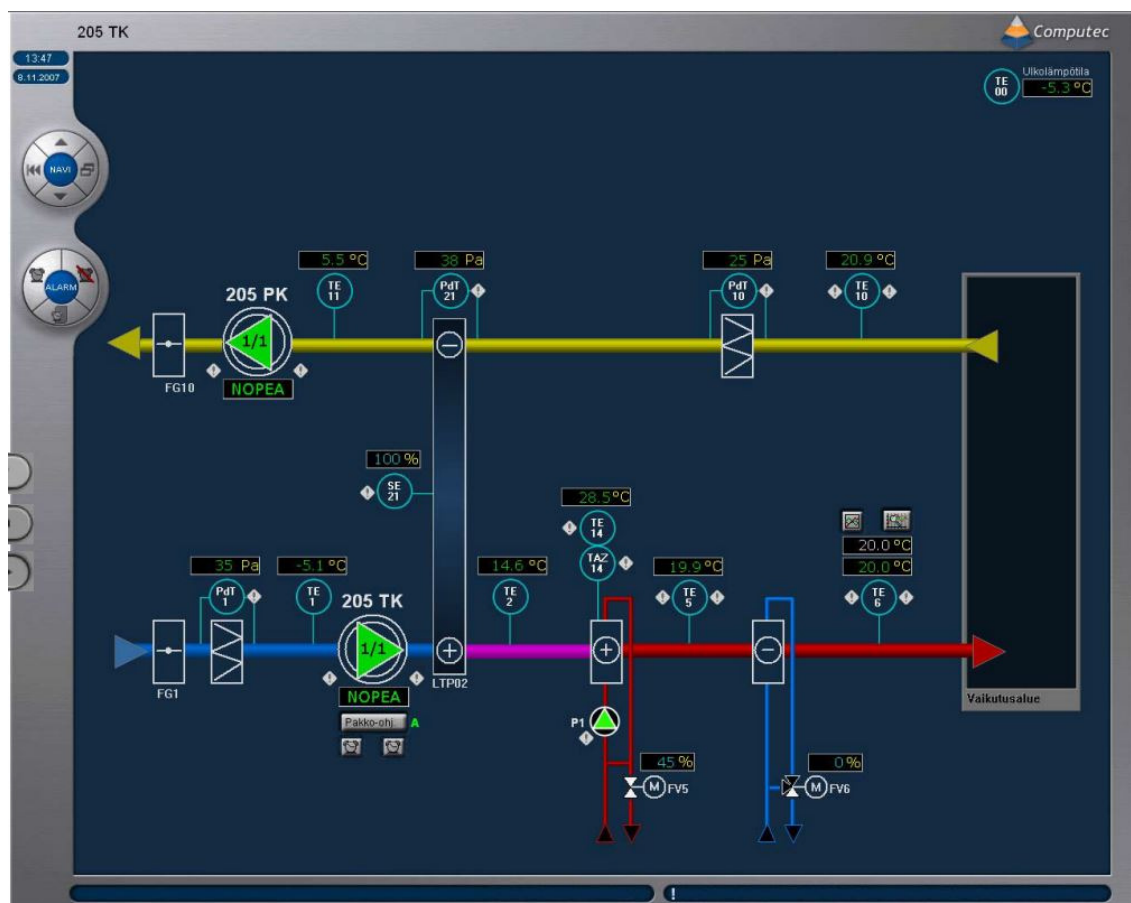 205 TK
Computec
13:47
8.11.2007
Ulkolämpötila
TE
00
-5.3 °C
NAVI
ALARM
5.5 °C
38 Pa
25 Pa
20.9 °C
TE
11
PdT
21
PdT
10
TE
10
205 PK
1/1
NOPEA
FG10
100 %
SE
21
28.5 °C
TE
14
TAZ
14
20.0 °C
35 Pa
-5.1 °C
14.6 °C
19.9 °C
20.0 °C
PdT
1
TE
1
TE
2
TE
5
TE
6
205 TK
1/1
NOPEA
FG1
LTP02
Vaikutusalue
Pakko-ohj.
A
P1
45 %
0 %
M
FV5
M
FV6
!